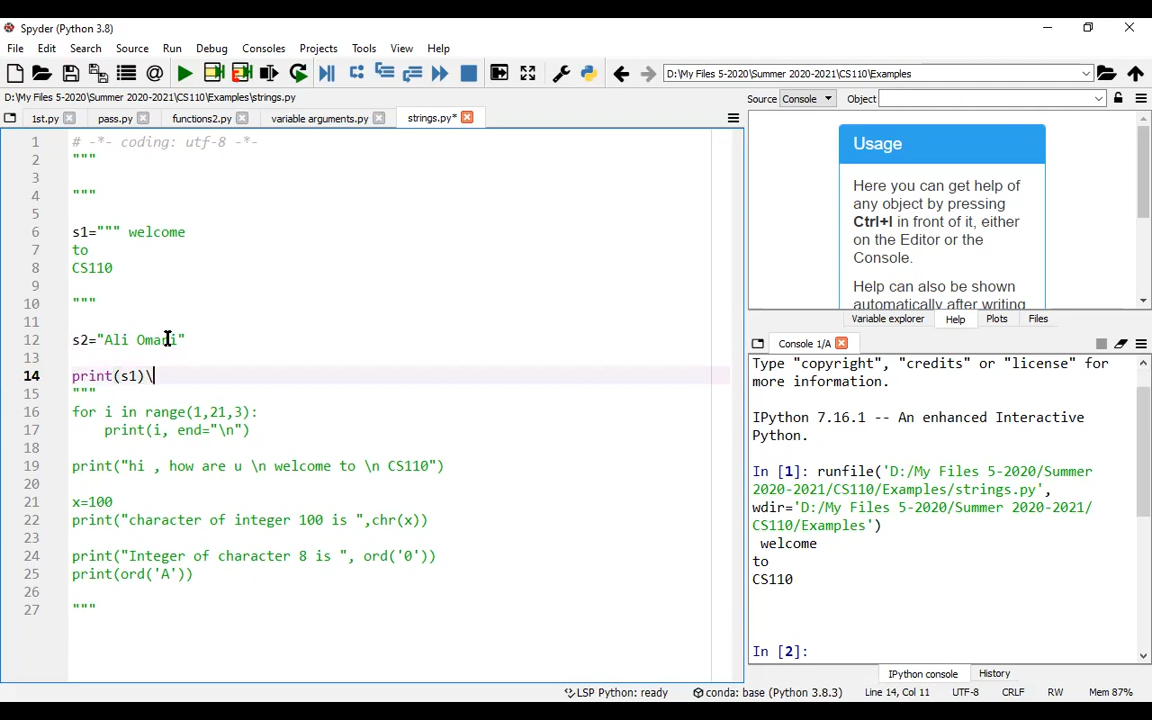 Spyder (Python 3.8)
File Edit Search Source Run Debug Consoles Projects Tools View Help
D:\My Files 5-2020\Summer 2020-2021\CS110\Examples
D:\My Files 5-2020\Summer 2020-2021\CS110\Examples\strings.py
Source Console Object
1st.py pass.py functions2.py variable arguments.py strings.py*
1 # -*- coding: utf-8 -*-
2 """
3
4 """
5
6 s1=""" welcome
7 to
8 CS110
9
10 """
11
12 s2="Ali Omani"
13
14 print(s1)\
15 """
16 for i in range(1,21,3):
17 print(i, end="\n")
18
19 print("hi , how are u \n welcome to \n CS110")
20
21 x=100
22 print("character of integer 100 is ",chr(x))
23
24 print("Integer of character 8 is ", ord('0'))
25 print(ord('A'))
26
27 """
Usage
Here you can get help of
any object by pressing
Ctrl+I in front of it, either
on the Editor or the
Console.
Help can also be shown
automatically after writing
Variable explorer Help Plots Files
Console 1/A
Type "copyright", "credits" or "license" for
more information.
IPython 7.16.1 -- An enhanced Interactive
Python.
In [1]: runfile('D:/My Files 5-2020/Summer
2020-2021/CS110/Examples/strings.py',
wdir='D:/My Files 5-2020/Summer 2020-2021/
CS110/Examples')
welcome
to
CS110
In [2]:
IPython console History
LSP Python: ready conda: base (Python 3.8.3) Line 14, Col 11 UTF-8 CRLF RW Mem 87%